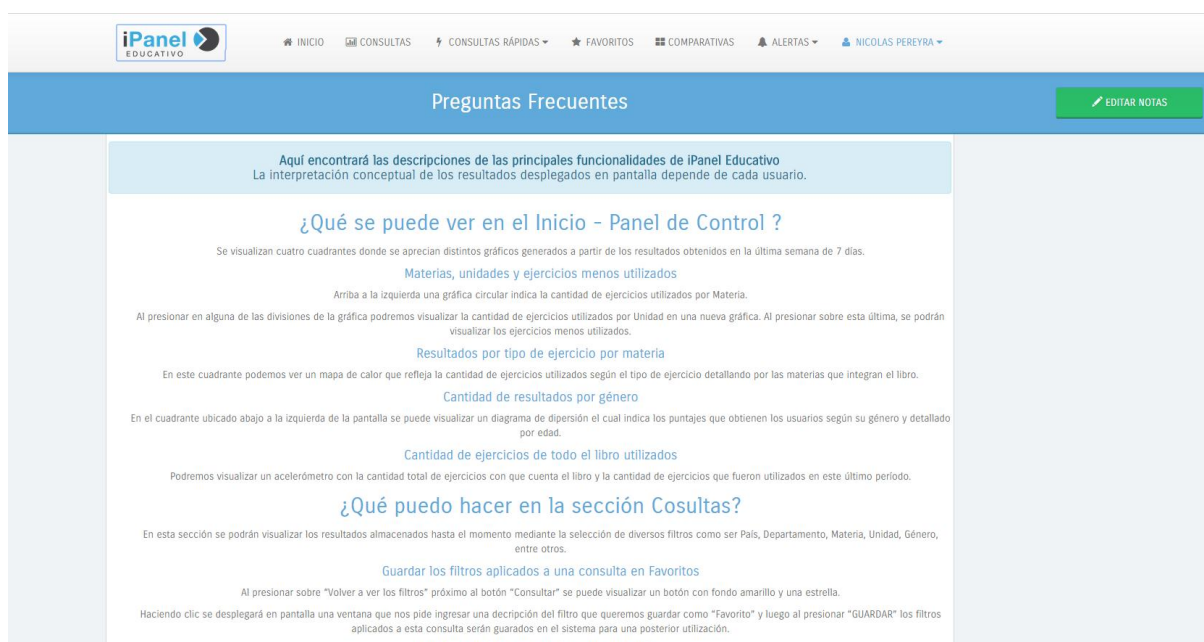 iPanel
EDUCATIVO
INICIO
CONSULTAS
CONSULTAS RÁPIDAS
FAVORITOS
COMPARATIVAS
ALERTAS
NICOLAS PEREYRA
Preguntas Frecuentes
EDITAR NOTAS
Aquí encontrará las descripciones de las principales funcionalidades de iPanel Educativo
La interpretación conceptual de los resultados desplegados en pantalla depende de cada usuario.
¿Qué se puede ver en el Inicio - Panel de Control ?
Se visualizan cuatro cuadrantes donde se aprecian distintos gráficos generados a partir de los resultados obtenidos en la última semana de 7 días.
Materias, unidades y ejercicios menos utilizados
Arriba a la izquierda una gráfica circular indica la cantidad de ejercicios utilizados por Materia.
Al presionar en alguna de las divisiones de la gráfica podremos visualizar la cantidad de ejercicios utilizados por Unidad en una nueva gráfica. Al presionar sobre esta última, se podrán
visualizar los ejercicios menos utilizados.
Resultados por tipo de ejercicio por materia
En este cuadrante podemos ver un mapa de calor que refleja la cantidad de ejercicios utilizados según el tipo de ejercicio detallando por las materias que integran el libro.
Cantidad de resultados por género
En el cuadrante ubicado abajo a la izquierda de la pantalla se puede visualizar un diagrama de dipersión el cual indica los puntajes que obtienen los usuarios según su género y detallado
por edad.
Cantidad de ejercicios de todo el libro utilizados
Podremos visualizar un acelerómetro con la cantidad total de ejercicios con que cuenta el libro y la cantidad de ejercicios que fueron utilizados en este último período.
¿Qué puedo hacer en la sección Cosultas?
En esta sección se podrán visualizar los resultados almacenados hasta el momento mediante la selección de diversos filtros como ser País, Departamento, Materia, Unidad, Género,
entre otros.
Guardar los filtros aplicados a una consulta en Favoritos
Al presionar sobre "Volver a ver los filtros" próximo al botón "Consultar" se puede visualizar un botón con fondo amarillo y una estrella.
Haciendo clic se desplegará en pantalla una ventana que nos pide ingresar una decripción del filtro que queremos guardar como "Favorito" y luego al presionar "GUARDAR" los filtros
aplicados a esta consulta serán guarados en el sistema para una posterior utilización.